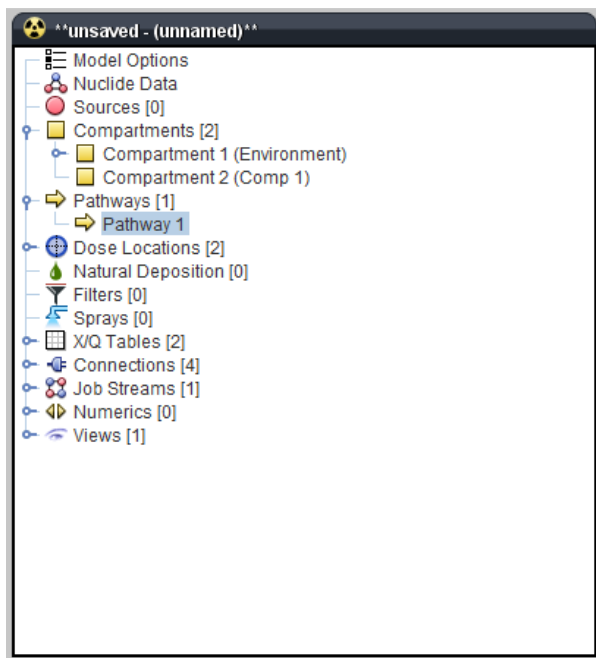 **unsaved - (unnamed)**
Model Options
Nuclide Data
Sources [0]
Compartments [2]
Compartment 1 (Environment)
Compartment 2 (Comp 1)
Pathways [1]
Pathway 1
Dose Locations [2]
Natural Deposition [0]
Filters [0]
Sprays [0]
X/Q Tables [2]
Connections [4]
Job Streams [1]
Numerics [0]
Views [1]